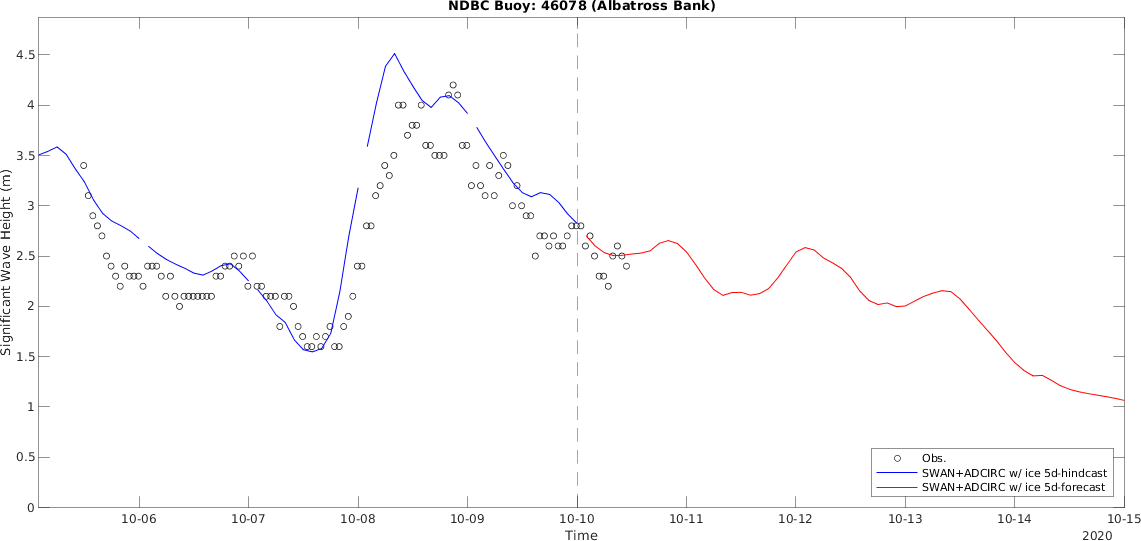 NDBC Buoy: 46078 (Albatross Bank)
Significant Wave Height (m)
4.5
4
3.5
3
2.5
2
1.5
1
0.5
0
Obs.
SWAN+ADCIRC w/ ice 5d-hindcast
SWAN+ADCIRC w/ ice 5d-forecast
10-06 10-07 10-08 10-09 10-10 10-11 10-12 10-13 10-14 10-15
Time
2020